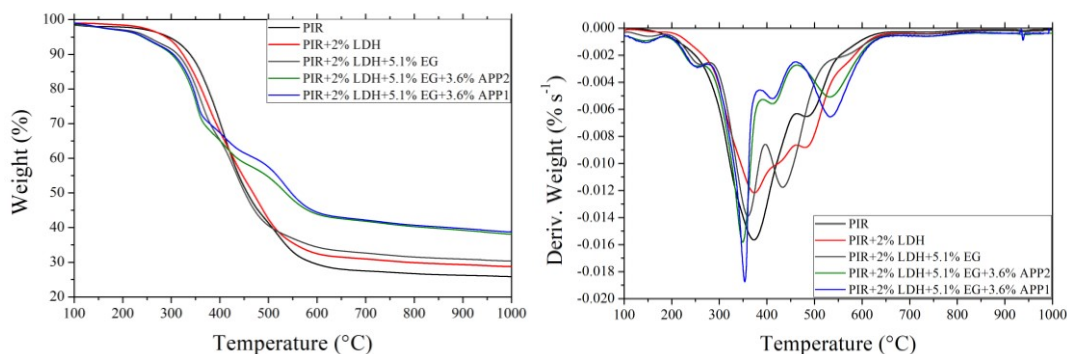 100
90
80
70
60
50
40
30
20
Weight (%)
PIR
PIR+2% LDH
PIR+2% LDH+5.1% EG
PIR+2% LDH+5.1% EG+3.6% APP2
PIR+2% LDH+5.1% EG+3.6% APP1
100 200 300 400 500 600 700 800 900 1000
Temperature (°C)
0.000
-0.002
-0.004
-0.006
-0.008
-0.010
-0.012
-0.014
-0.016
-0.018
-0.020
Deriv. Weight (% s⁻¹)
PIR
PIR+2% LDH
PIR+2% LDH+5.1% EG
PIR+2% LDH+5.1% EG+3.6% APP2
PIR+2% LDH+5.1% EG+3.6% APP1
100 200 300 400 500 600 700 800 900 1000
Temperature (°C)